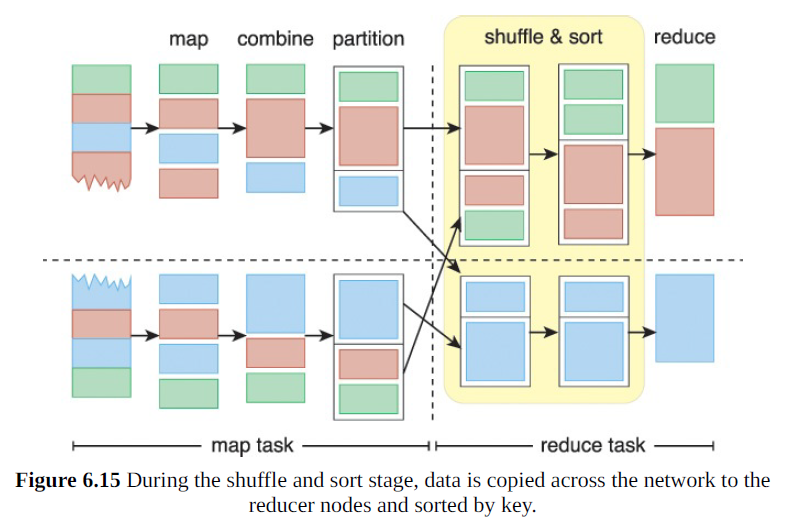 map combine partition shuffle & sort reduce
map task reduce task
Figure 6.15 During the shuffle and sort stage, data is copied across the network to the
reducer nodes and sorted by key.